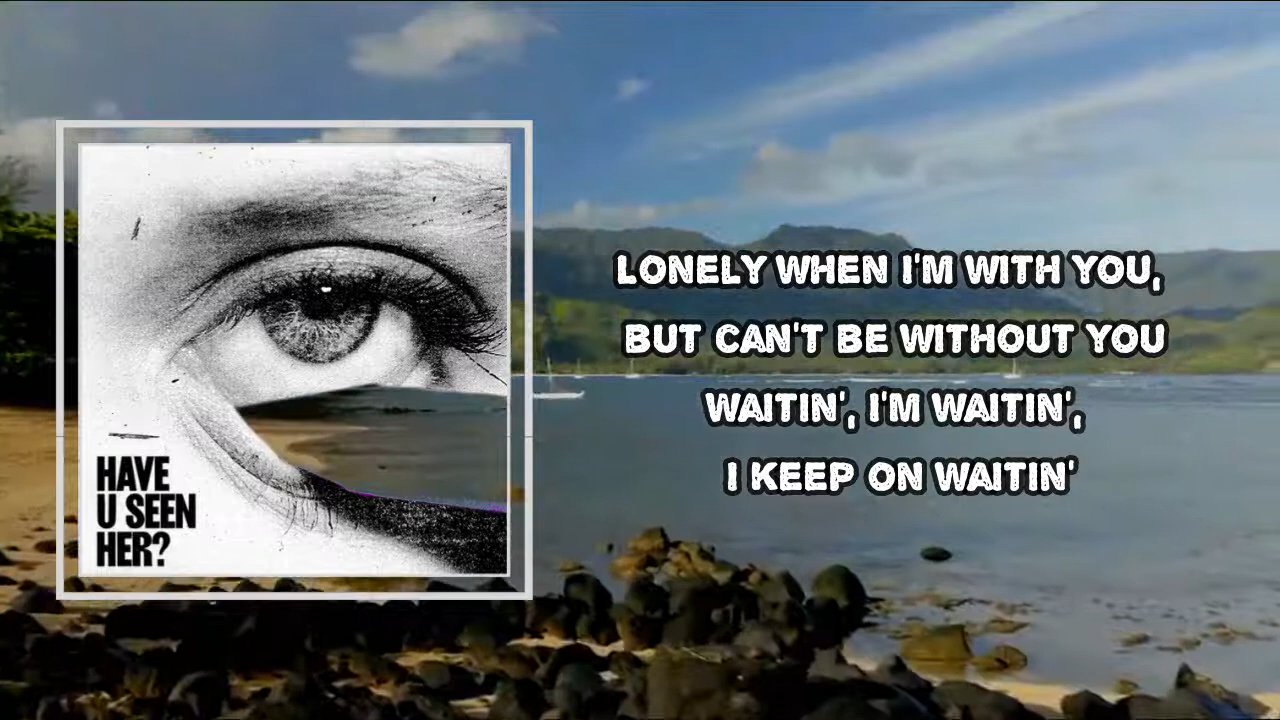 HAVE
U SEEN
HER?
LONELY WHEN I'M WITH YOU,
BUT CAN'T BE WITHOUT YOU
WAITIN', I'M WAITIN',
I KEEP ON WAITIN'